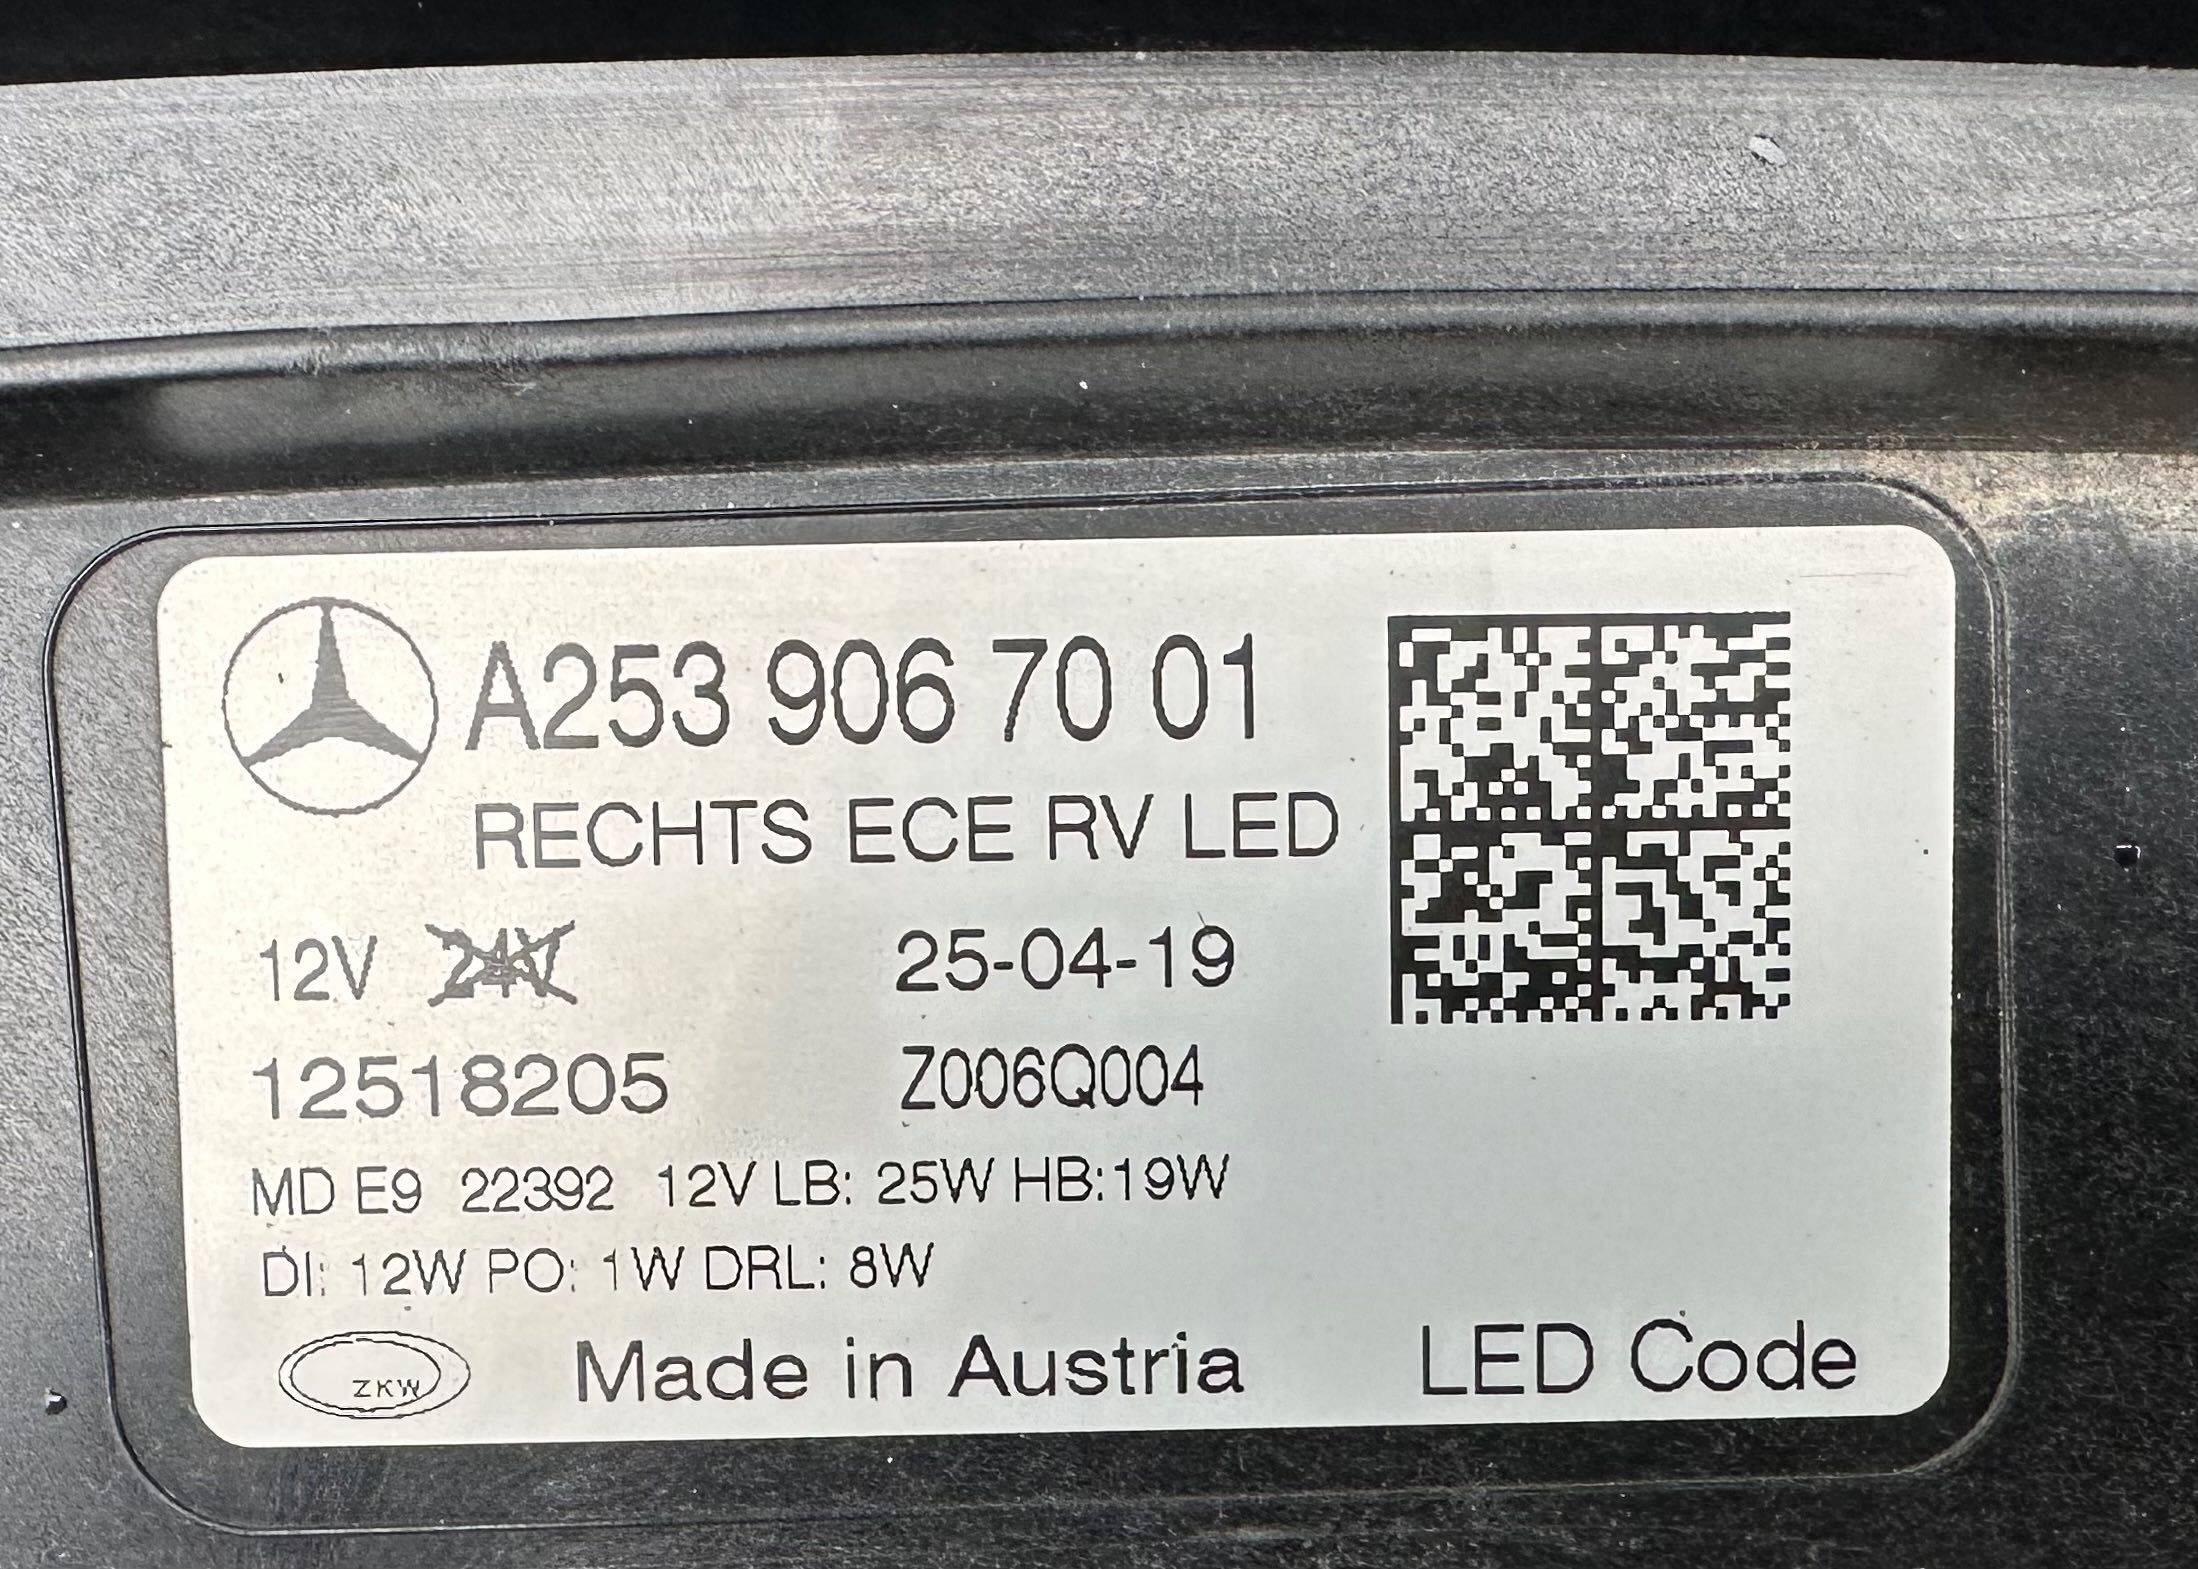 A253 906 70 01
RECHTS ECE RV LED
12V 24V 25-04-19
12518205 Z006Q004
MD E9 22392 12V LB: 25W HB:19W
DI: 12W PO: 1W DRL: 8W
ZKW Made in Austria LED Code